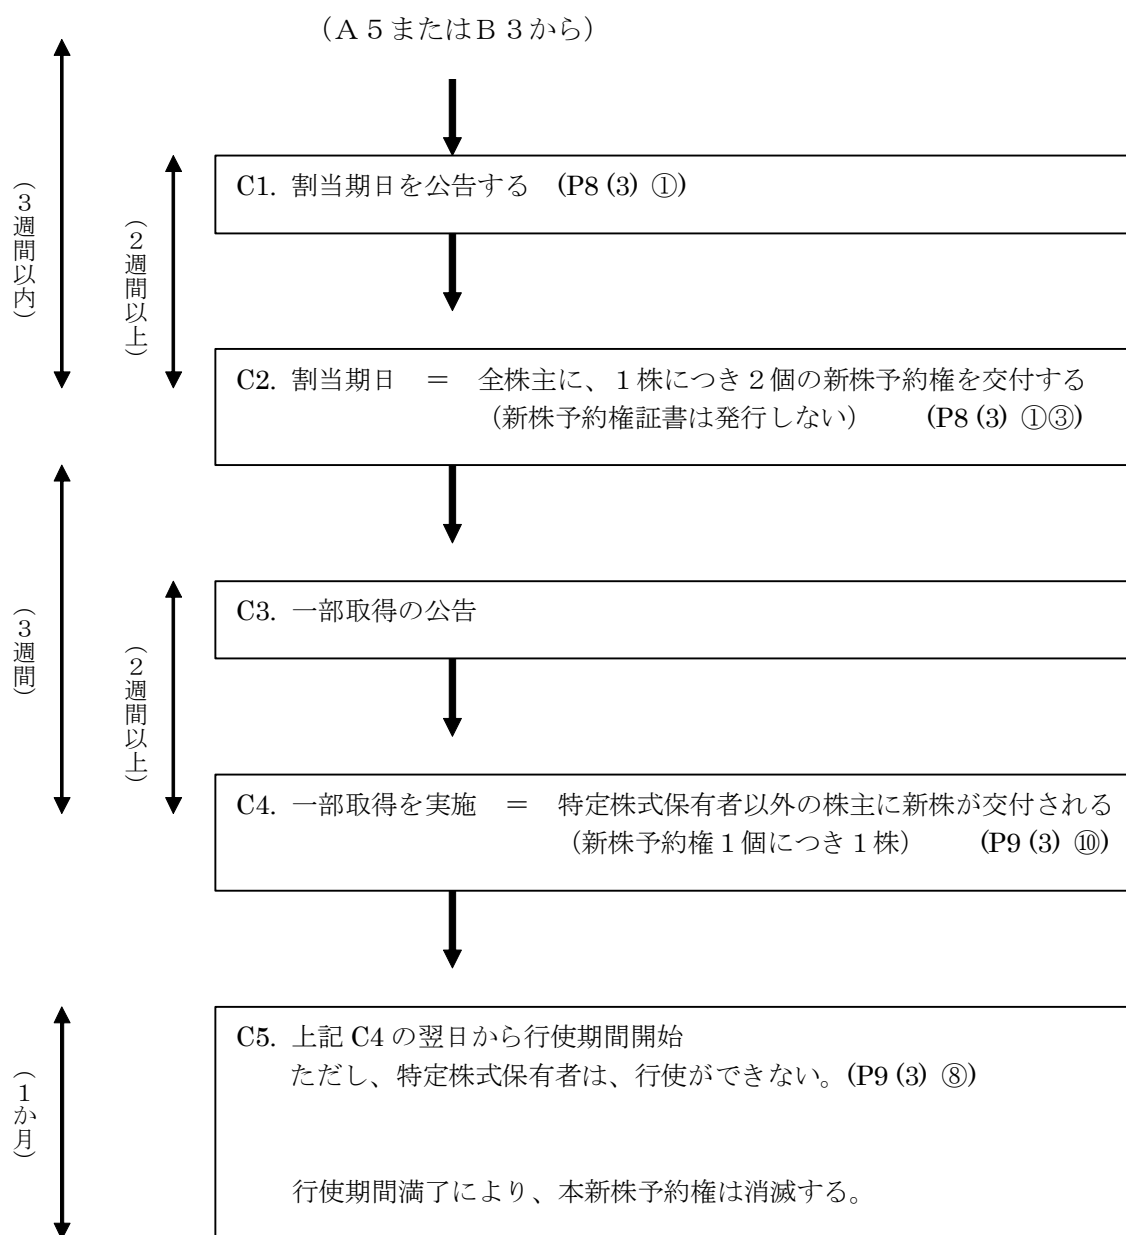 （A５またはB３から）
（３週間以内）
（２週間以上）
C1. 割当期日を公告する　(P8 (3) ①)
C2. 割当期日　＝　全株主に、１株につき２個の新株予約権を交付する
（新株予約権証書は発行しない）　(P8 (3) ①③)
（３週間）
（２週間以上）
C3. 一部取得の公告
C4. 一部取得を実施　＝　特定株式保有者以外の株主に新株が交付される
（新株予約権１個につき１株）　(P9 (3) ⑩)
（１か月）
C5. 上記 C4 の翌日から行使期間開始
ただし、特定株式保有者は、行使ができない。(P9 (3) ⑧)
行使期間満了により、本新株予約権は消滅する。